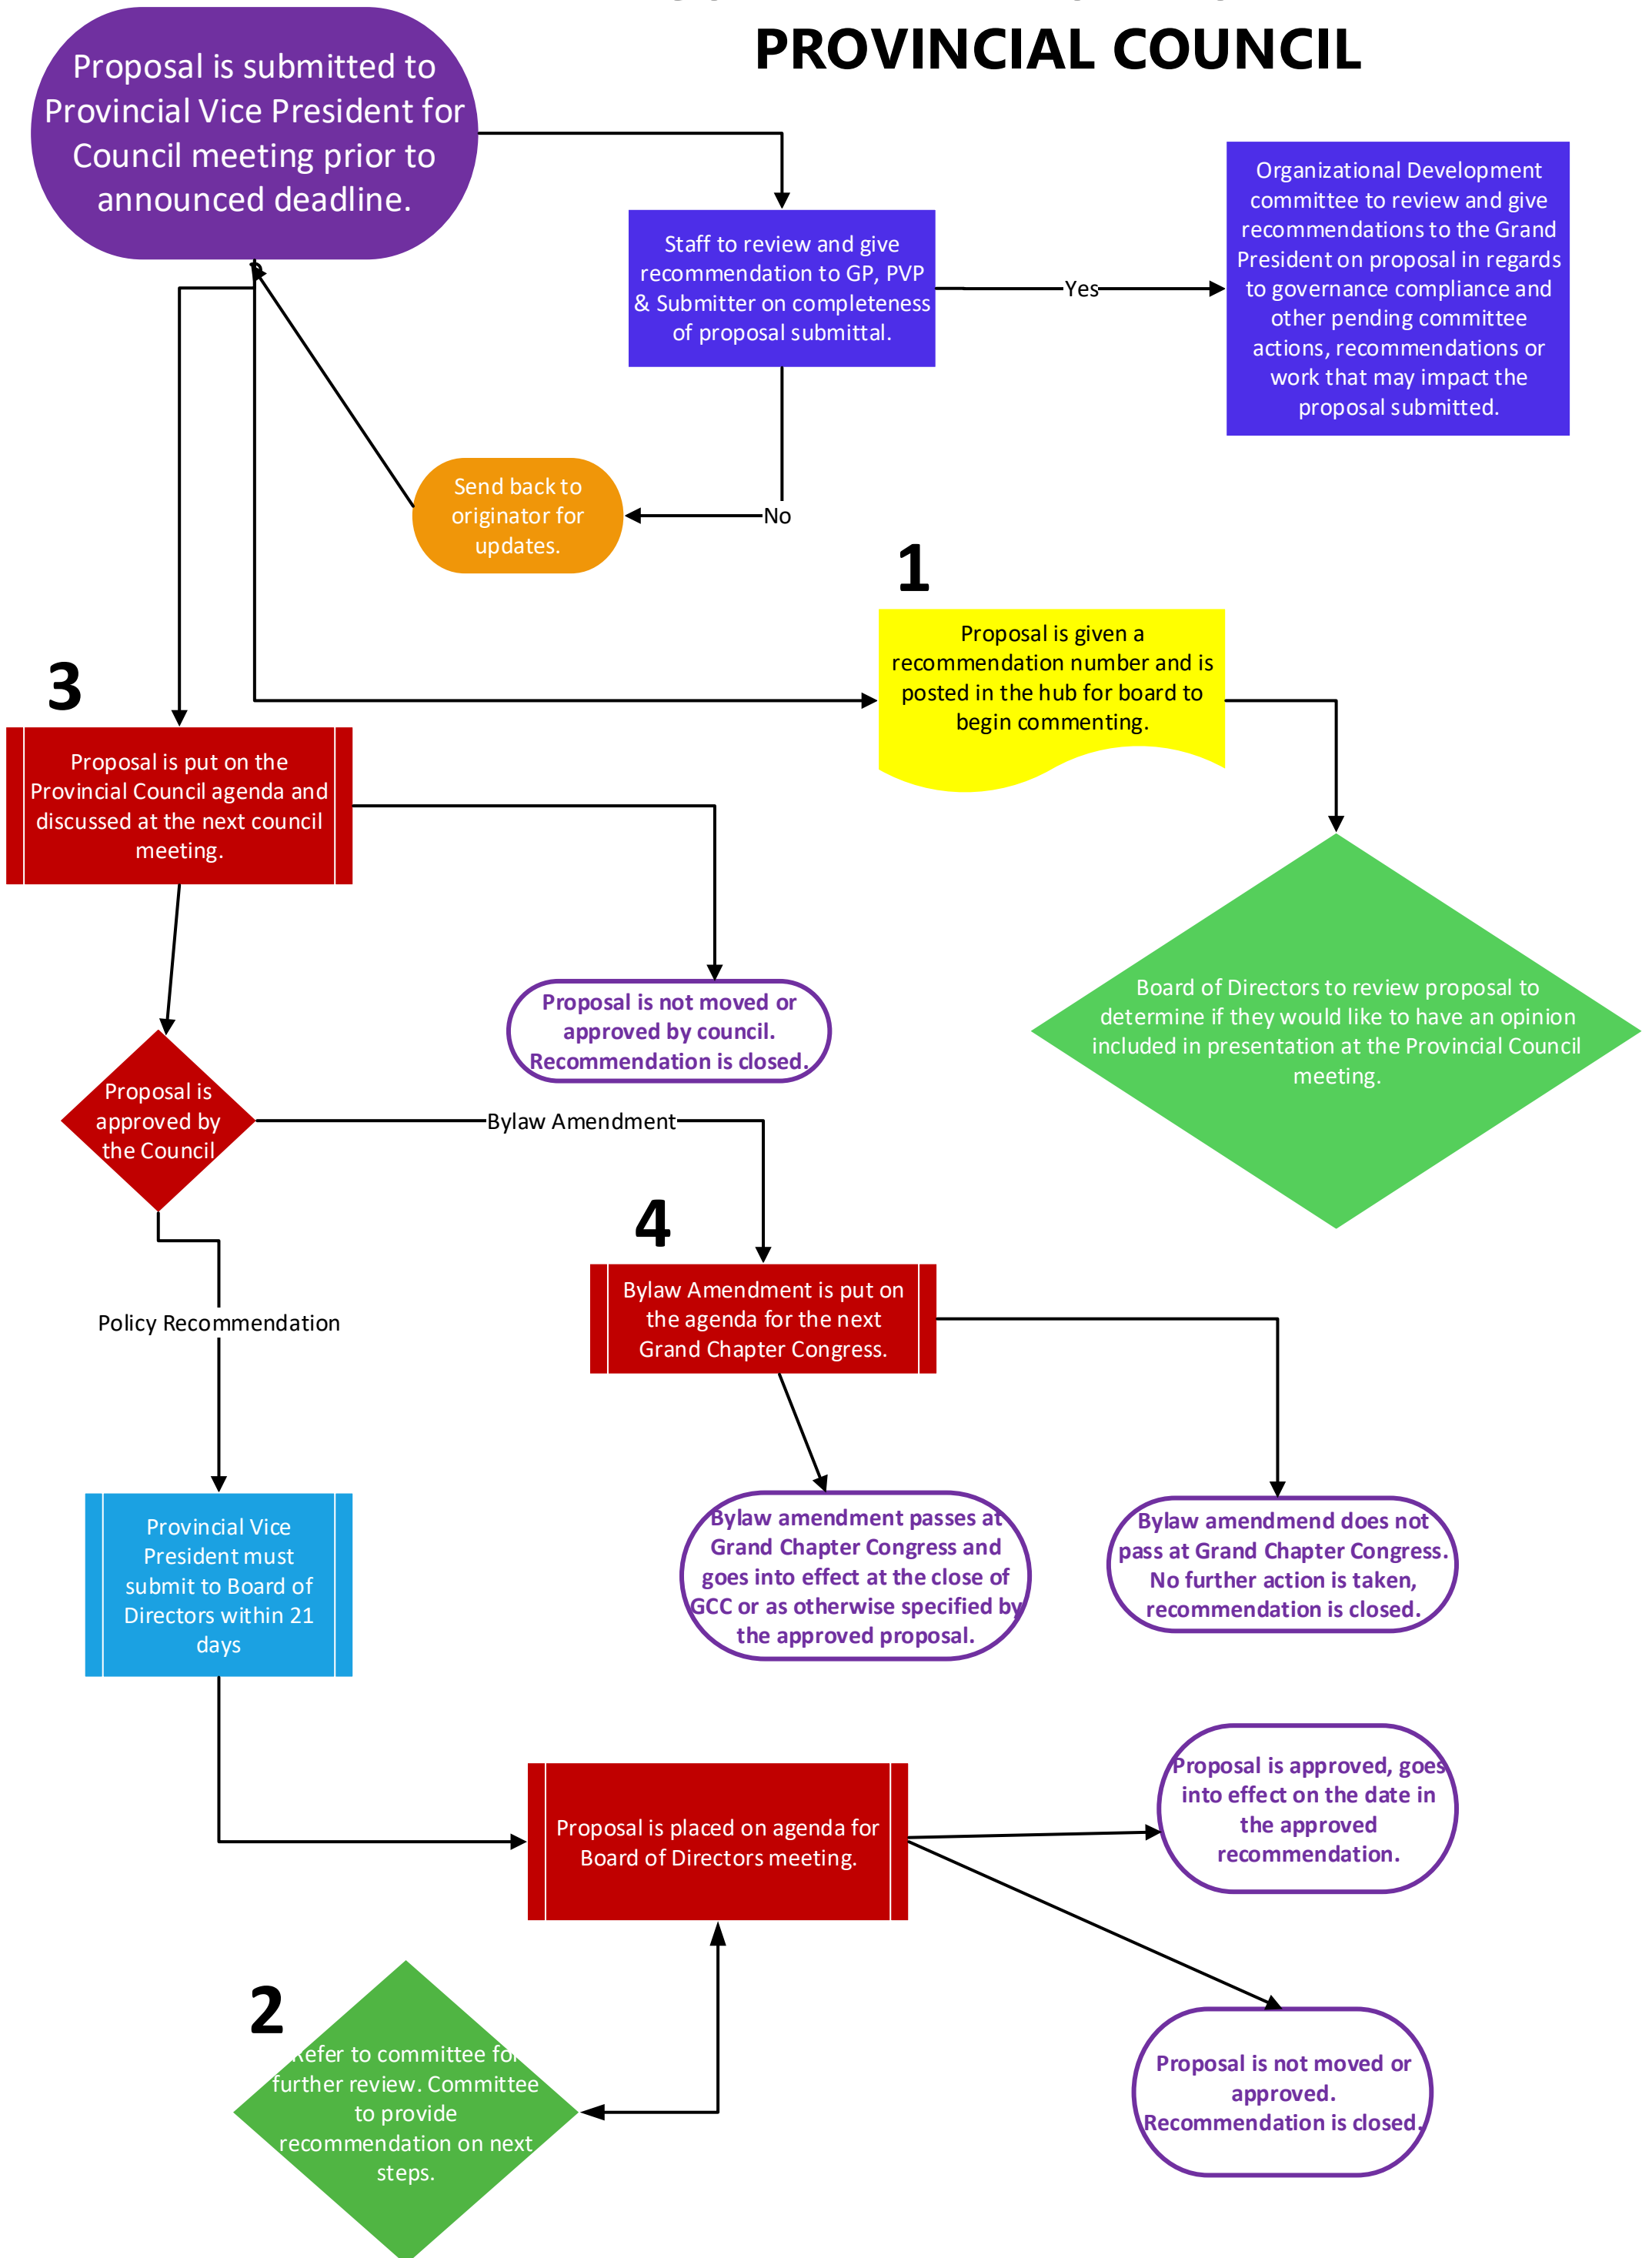 PROVINCIAL COUNCIL
Proposal is submitted to
Provincial Vice President for
Council meeting prior to
announced deadline.
Staff to review and give
recommendation to GP, PVP
& Submitter on completeness
of proposal submittal.
Yes
Organizational Development
committee to review and give
recommendations to the Grand
President on proposal in regards
to governance compliance and
other pending committee
actions, recommendations or
work that may impact the
proposal submitted.
Send back to
originator for
updates.
No
1
Proposal is given a
recommendation number and is
posted in the hub for board to
begin commenting.
3
Proposal is put on the
Provincial Council agenda and
discussed at the next council
meeting.
Board of Directors to review proposal to
determine if they would like to have an opinion
included in presentation at the Provincial Council
meeting.
Proposal is not moved or
approved by council.
Recommendation is closed.
Proposal is
approved by
the Council
Bylaw Amendment
4
Bylaw Amendment is put on
the agenda for the next
Grand Chapter Congress.
Policy Recommendation
Bylaw amendment passes at
Grand Chapter Congress and
goes into effect at the close of
GCC or as otherwise specified by
the approved proposal.
Bylaw amendmend does not
pass at Grand Chapter Congress.
No further action is taken,
recommendation is closed.
Provincial Vice
President must
submit to Board of
Directors within 21
days
Proposal is placed on agenda for
Board of Directors meeting.
Proposal is approved, goes
into effect on the date in
the approved
recommendation.
2
Refer to committee for
further review. Committee
to provide
recommendation on next
steps.
Proposal is not moved or
approved.
Recommendation is closed.